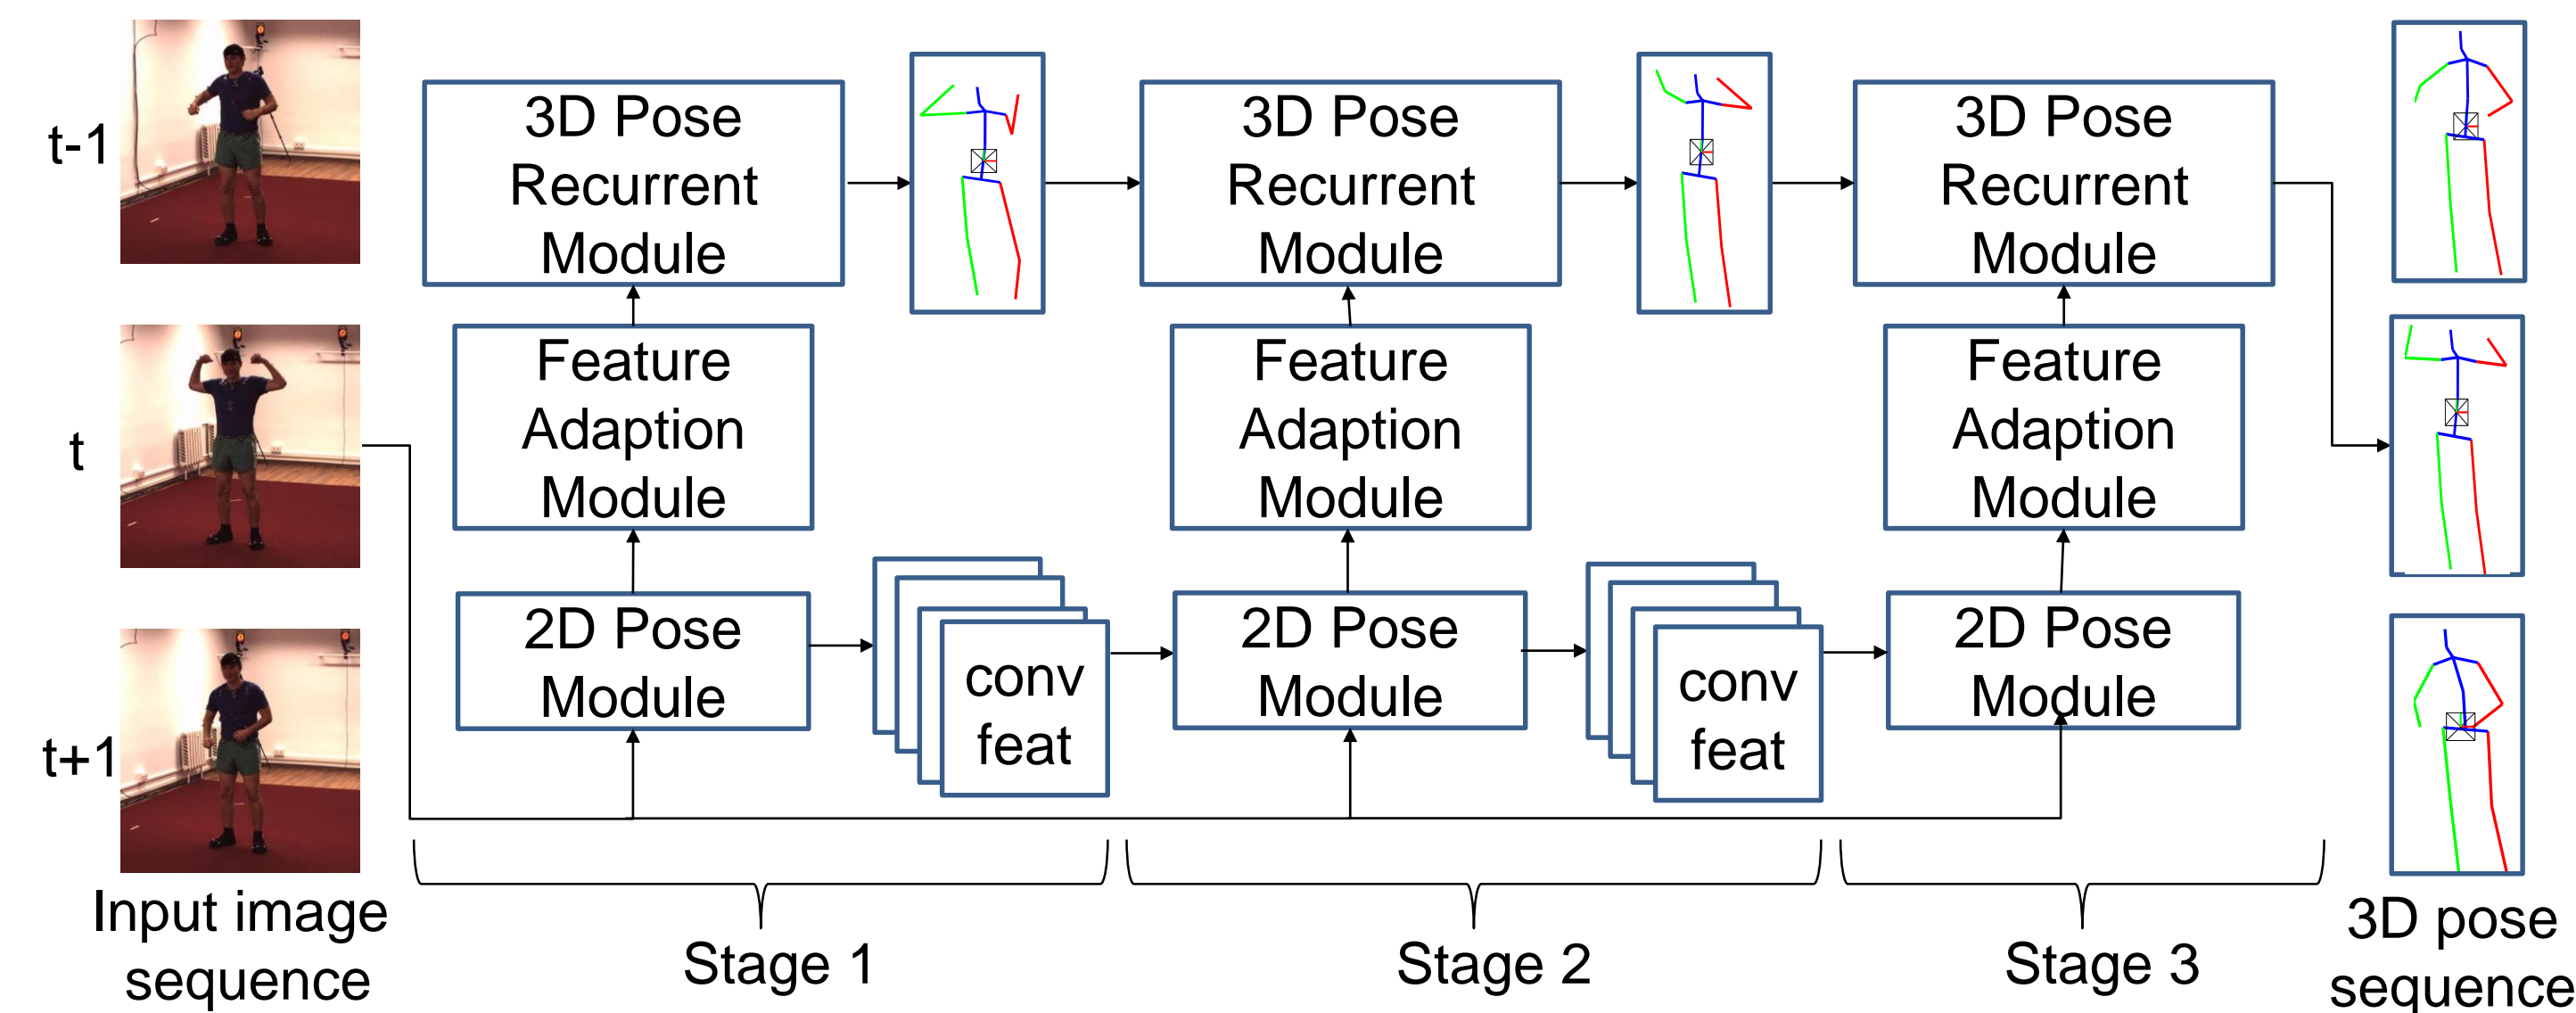 t-1
t
t+1
Input image
sequence
3D Pose
Recurrent
Module
Feature
Adaption
Module
2D Pose
Module
conv
feat
Stage 1
3D Pose
Recurrent
Module
Feature
Adaption
Module
2D Pose
Module
conv
feat
Stage 2
3D Pose
Recurrent
Module
Feature
Adaption
Module
2D Pose
Module
Stage 3
3D pose
sequence